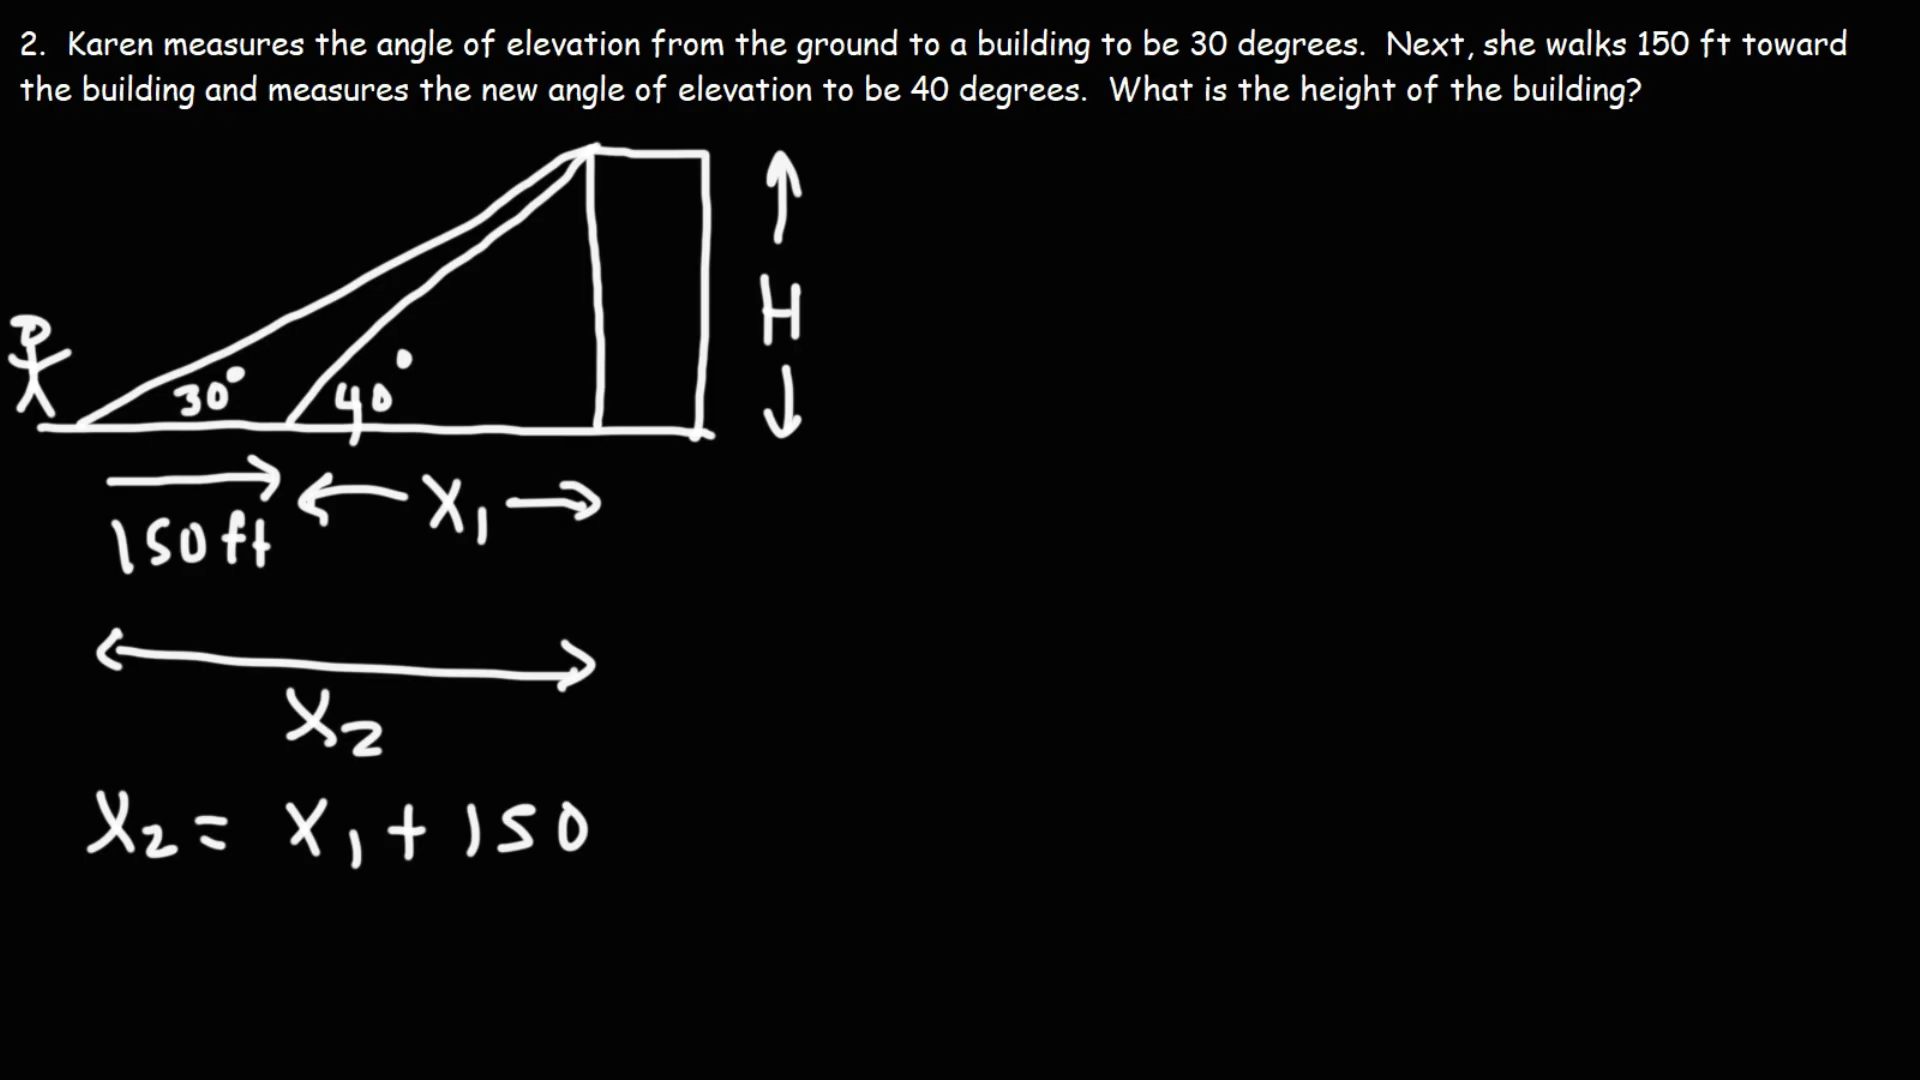 2.  Karen measures the angle of elevation from the ground to a building to be 30 degrees.  Next, she walks 150 ft toward
the building and measures the new angle of elevation to be 40 degrees.  What is the height of the building?
H
30°
40°
150ft
X₁
X₂
X₂ = X₁ + 150